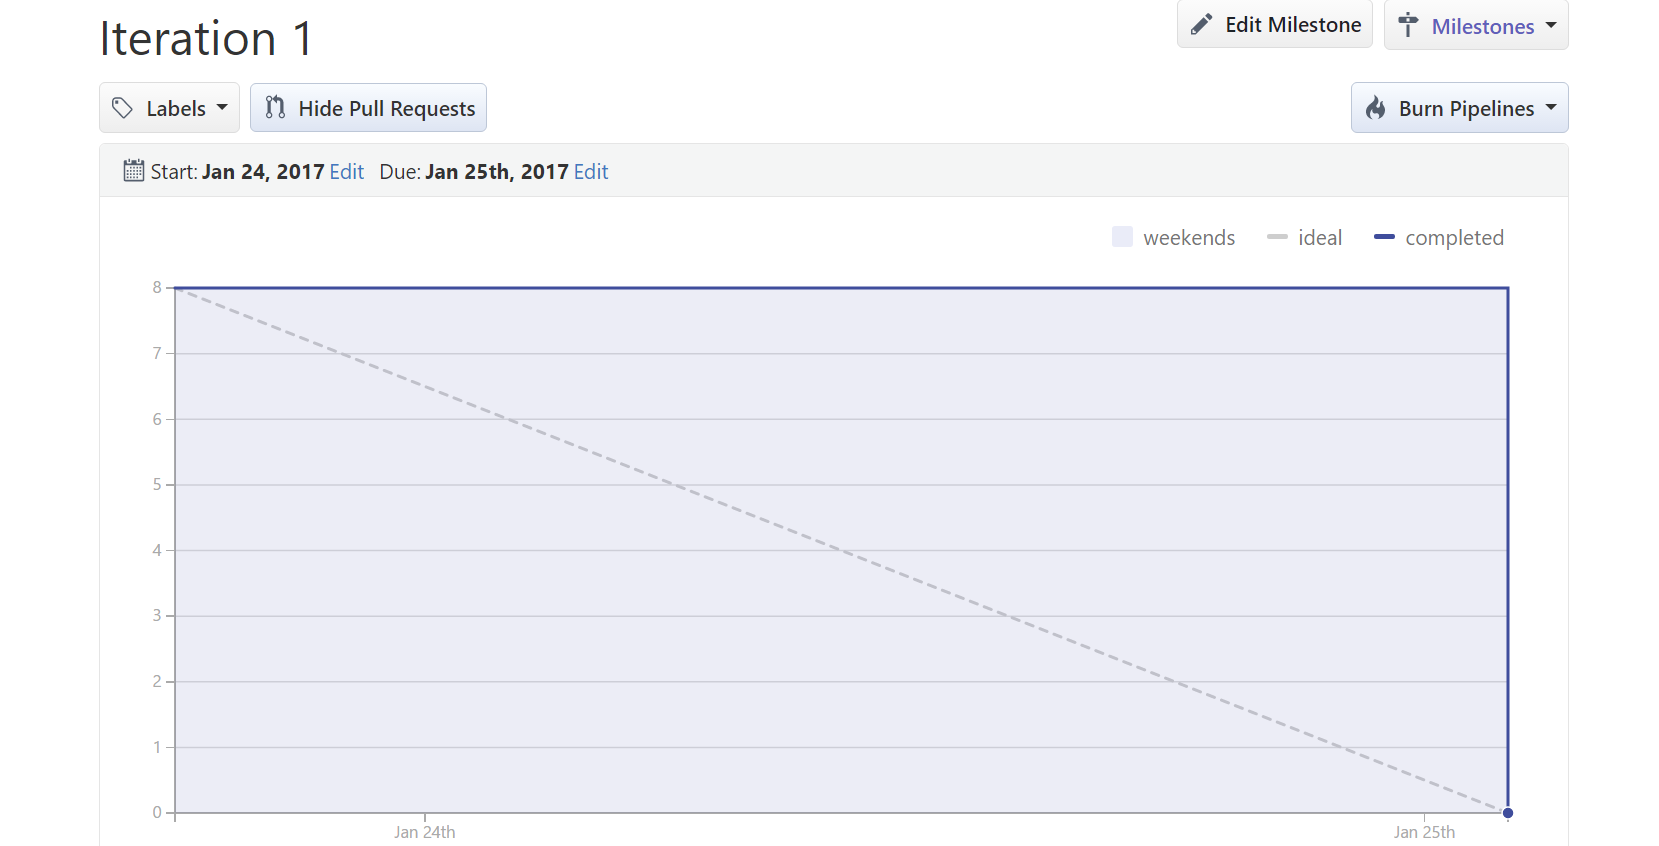 Iteration 1
Edit Milestone
Milestones
Labels
Hide Pull Requests
Burn Pipelines
Start: Jan 24, 2017 Edit Due: Jan 25th, 2017 Edit
weekends ideal completed
8
7
6
5
4
3
2
1
0
Jan 24th Jan 25th